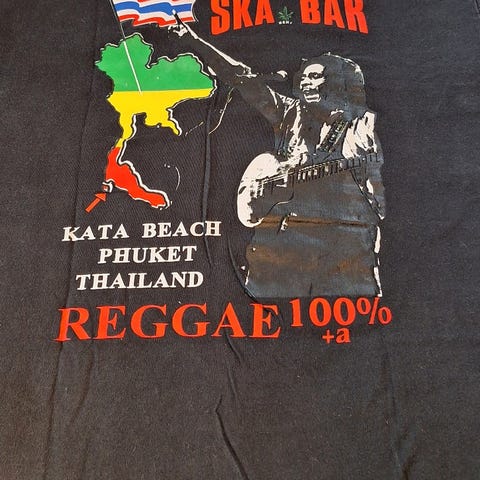 SKA BAR
KATA BEACH
PHUKET
THAILAND
REGGAE 100%
+a